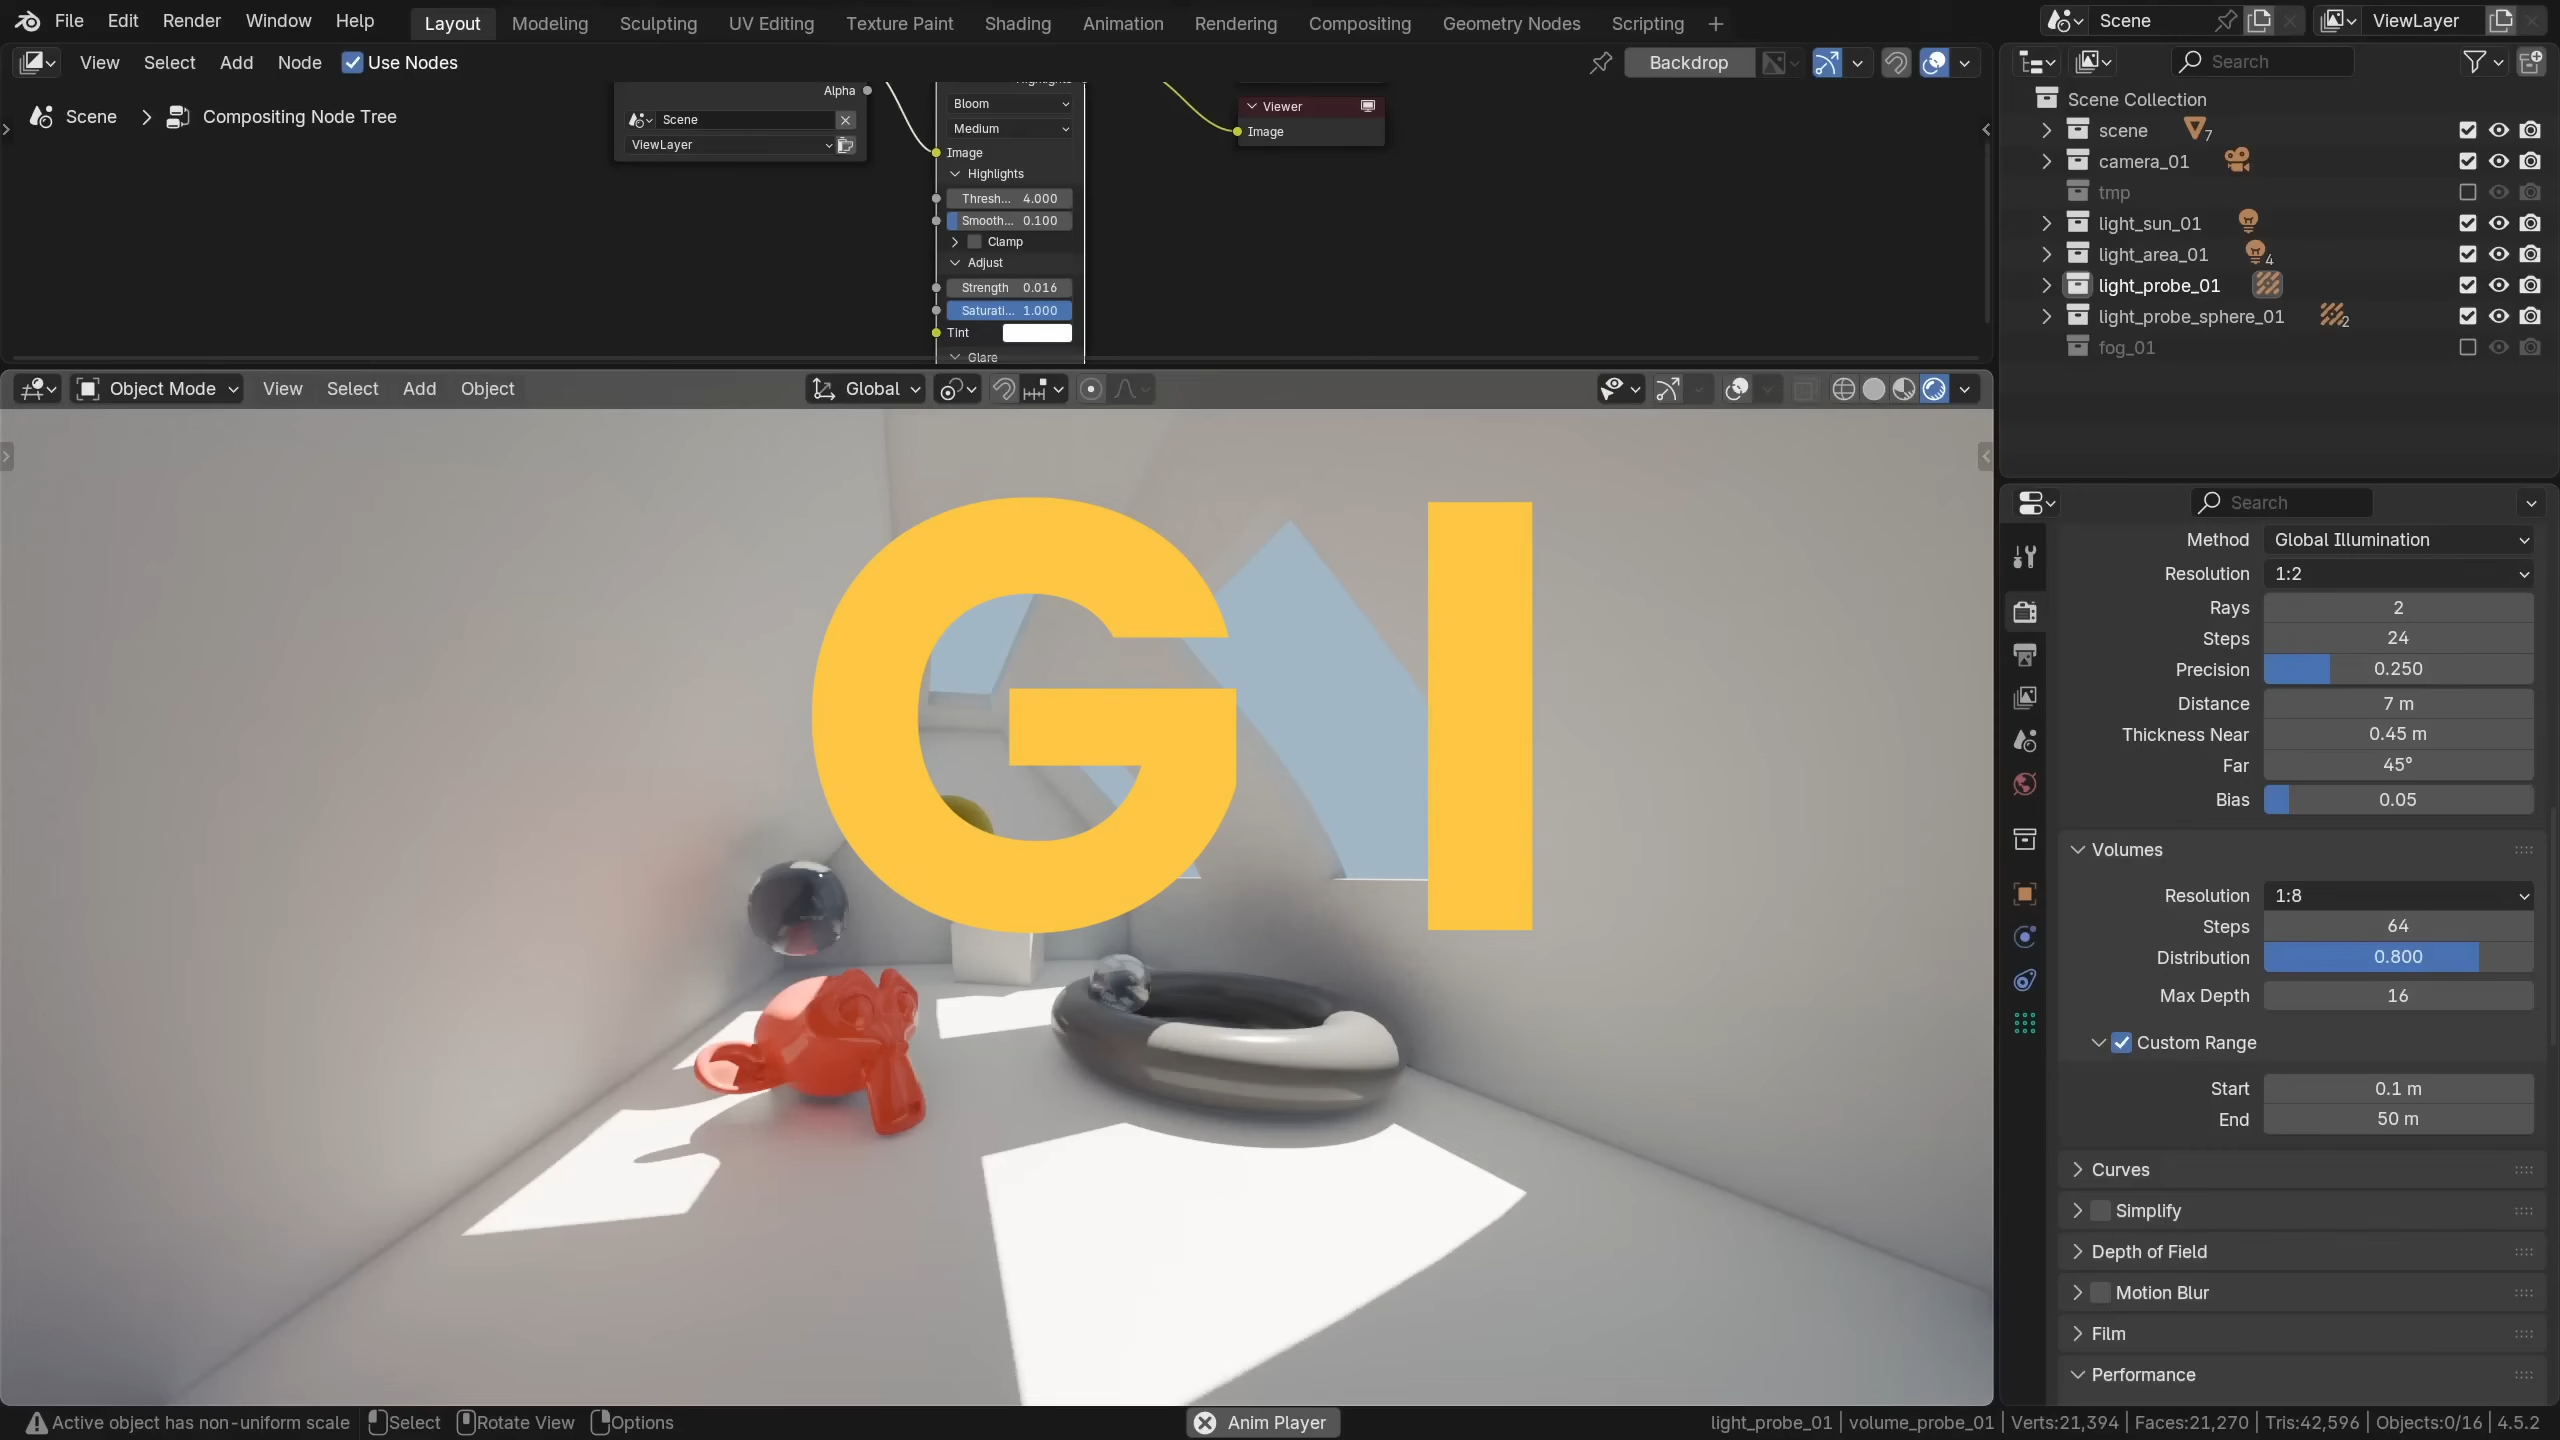 File Edit Render Window Help Layout Modeling Sculpting UV Editing Texture Paint Shading Animation Rendering Compositing Geometry Nodes Scripting + Scene ViewLayer
View Select Add Node Use Nodes Backdrop Search
Scene > Compositing Node Tree
Alpha
Scene
ViewLayer
Highlights
Bloom
Medium
Image
Highlights
Thresh... 4.000
Smooth... 0.100
Clamp
Adjust
Strength 0.016
Saturati... 1.000
Tint
Glare
Viewer
Image
Scene Collection
scene 7
camera_01
tmp
light_sun_01
light_area_01 4
light_probe_01
light_probe_sphere_01 2
fog_01
Object Mode View Select Add Object Global
GI
Search
Method Global Illumination
Resolution 1:2
Rays 2
Steps 24
Precision 0.250
Distance 7 m
Thickness Near 0.45 m
Far 45°
Bias 0.05
Volumes
Resolution 1:8
Steps 64
Distribution 0.800
Max Depth 16
Custom Range
Start 0.1 m
End 50 m
Curves
Simplify
Depth of Field
Motion Blur
Film
Performance
Active object has non-uniform scale Select Rotate View Options Anim Player light_probe_01 | volume_probe_01 | Verts:21,394 | Faces:21,270 | Tris:42,596 | Objects:0/16 | 4.5.2